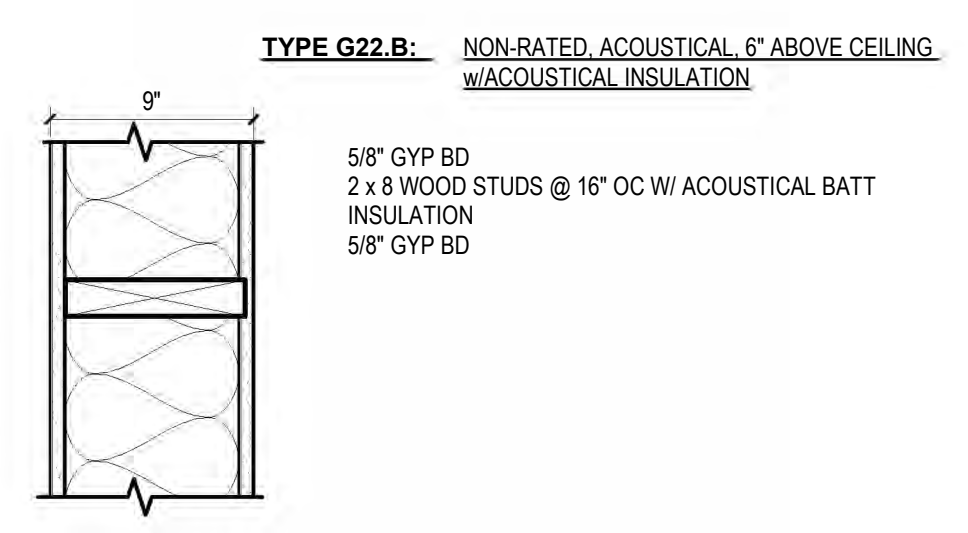 TYPE G22.B: NON-RATED, ACOUSTICAL, 6" ABOVE CEILING
w/ACOUSTICAL INSULATION
9"
5/8" GYP BD
2 x 8 WOOD STUDS @ 16" OC W/ ACOUSTICAL BATT
INSULATION
5/8" GYP BD